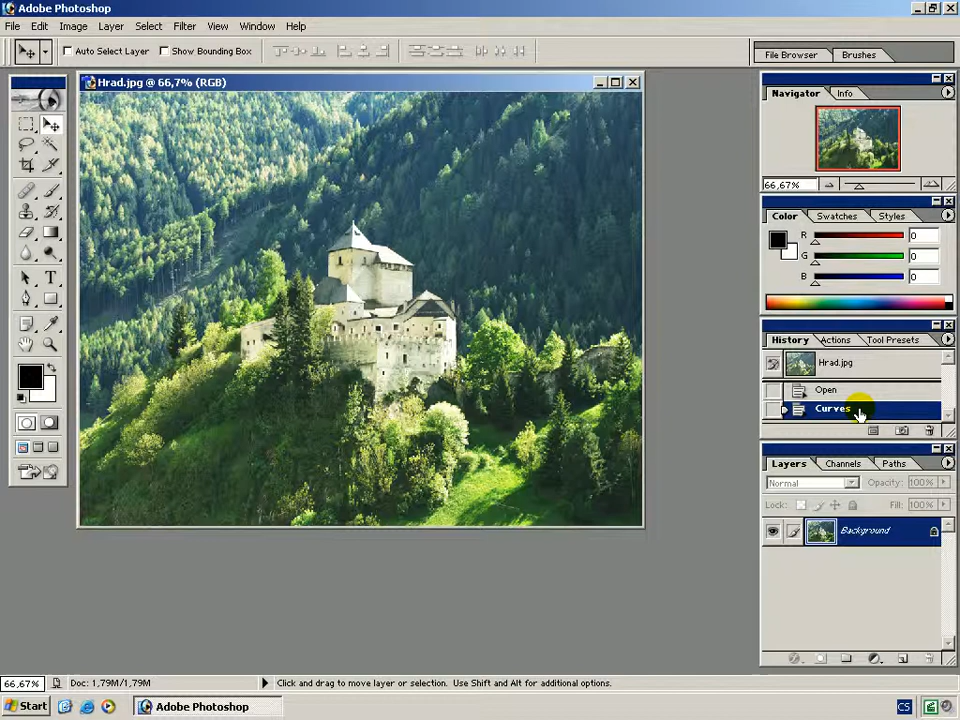 Adobe Photoshop
File Edit Image Layer Select Filter View Window Help
Auto Select Layer Show Bounding Box File Browser Brushes
Hrad.jpg @ 66,7% (RGB)
Navigator Info
66,67%
Color Swatches Styles
R 0
G 0
B 0
History Actions Tool Presets
Hrad.jpg
Open
Curves
Layers Channels Paths
Normal Opacity: 100%
Lock: Fill: 100%
Background
66,67% Doc: 1,79M/1,79M Click and drag to move layer or selection. Use Shift and Alt for additional options.
Start Adobe Photoshop CS